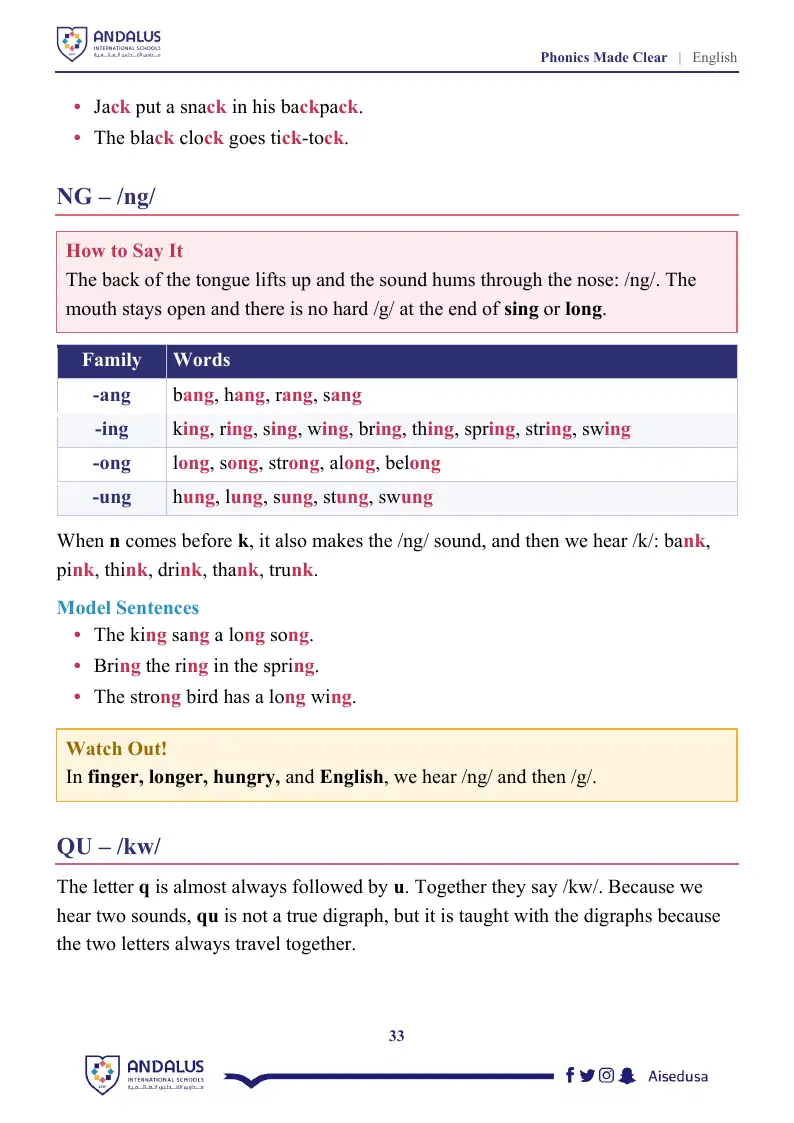 ANDALUS
INTERNATIONAL SCHOOLS
مدارس الأندلس العالمية
Phonics Made Clear | English
• Jack put a snack in his backpack.
• The black clock goes tick-tock.
NG – /ng/
How to Say It
The back of the tongue lifts up and the sound hums through the nose: /ng/. The
mouth stays open and there is no hard /g/ at the end of sing or long.
Family Words
-ang bang, hang, rang, sang
-ing king, ring, sing, wing, bring, thing, spring, string, swing
-ong long, song, strong, along, belong
-ung hung, lung, sung, stung, swung
When n comes before k, it also makes the /ng/ sound, and then we hear /k/: bank,
pink, think, drink, thank, trunk.
Model Sentences
• The king sang a long song.
• Bring the ring in the spring.
• The strong bird has a long wing.
Watch Out!
In finger, longer, hungry, and English, we hear /ng/ and then /g/.
QU – /kw/
The letter q is almost always followed by u. Together they say /kw/. Because we
hear two sounds, qu is not a true digraph, but it is taught with the digraphs because
the two letters always travel together.
33
ANDALUS
INTERNATIONAL SCHOOLS
مدارس الأندلس العالمية
Aisedusa